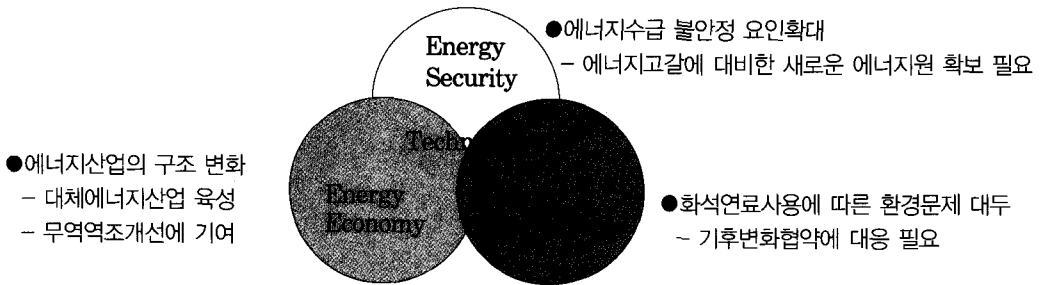 Energy
Security
Energy
Economy
●에너지수급 불안정 요인확대
- 에너지고갈에 대비한 새로운 에너지원 확보 필요
●에너지산업의 구조 변화
- 대체에너지산업 육성
- 무역역조개선에 기여
●화석연료사용에 따른 환경문제 대두
~ 기후변화협약에 대응 필요